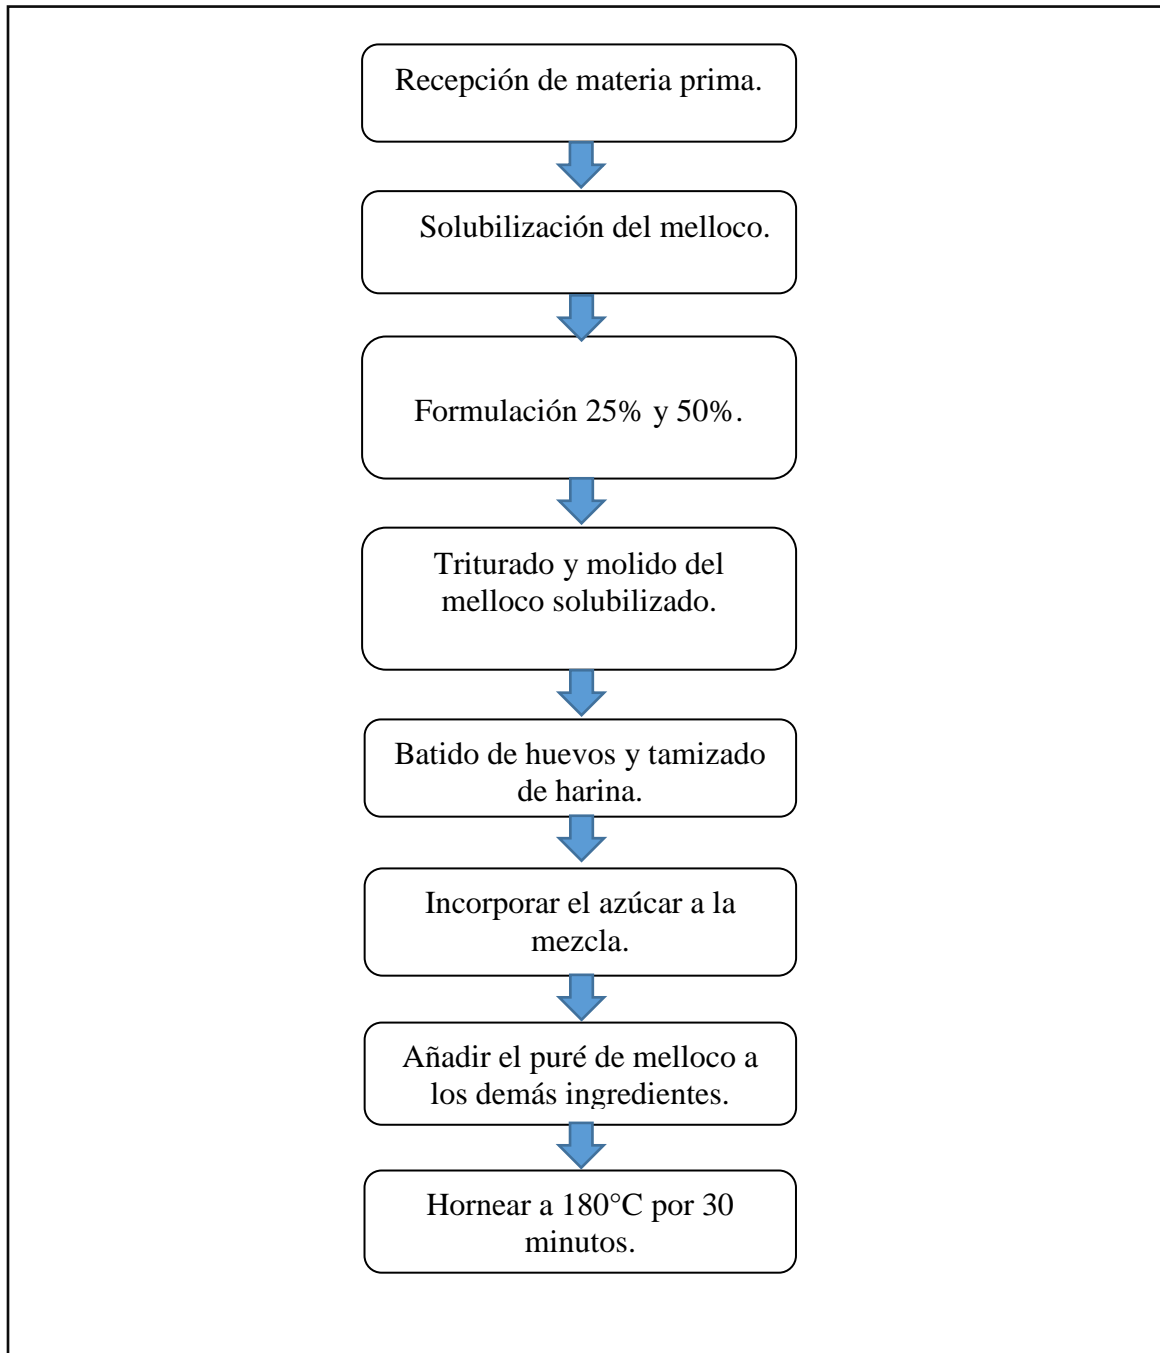 Recepción de materia prima.
Solubilización del melloco.
Formulación 25% y 50%.
Triturado y molido del
melloco solubilizado.
Batido de huevos y tamizado
de harina.
Incorporar el azúcar a la
mezcla.
Añadir el puré de melloco a
los demás ingredientes.
Hornear a 180°C por 30
minutos.